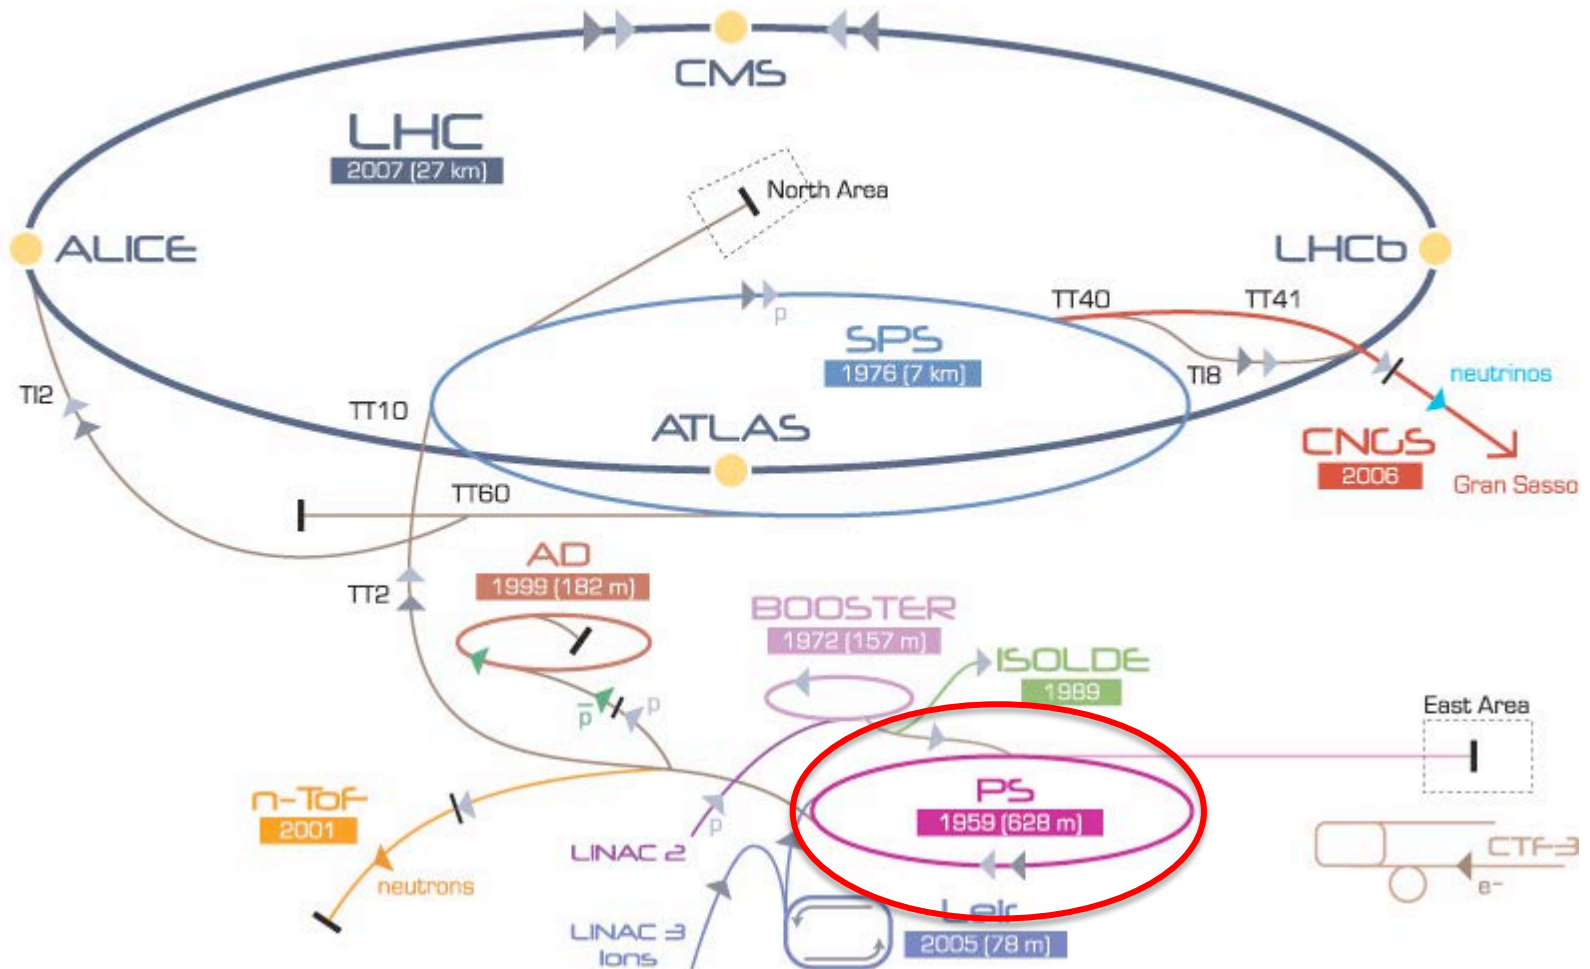 CMS
LHC
2007 (27 km)
North Area
ALICE
LHCb
TT40
TT41
p
SPS
1976 (7 km)
TI2
TI8
neutrinos
TT10
ATLAS
CNGS
2006
Gran Sasso
TT60
AD
1999 (182 m)
TT2
BOOSTER
1972 (157 m)
ISOLDE
1989
p̅
p
East Area
PS
1959 (628 m)
n-ToF
2001
p
LINAC 2
CTF-3
e-
neutrons
Leir
2005 (78 m)
LINAC 3
Ions